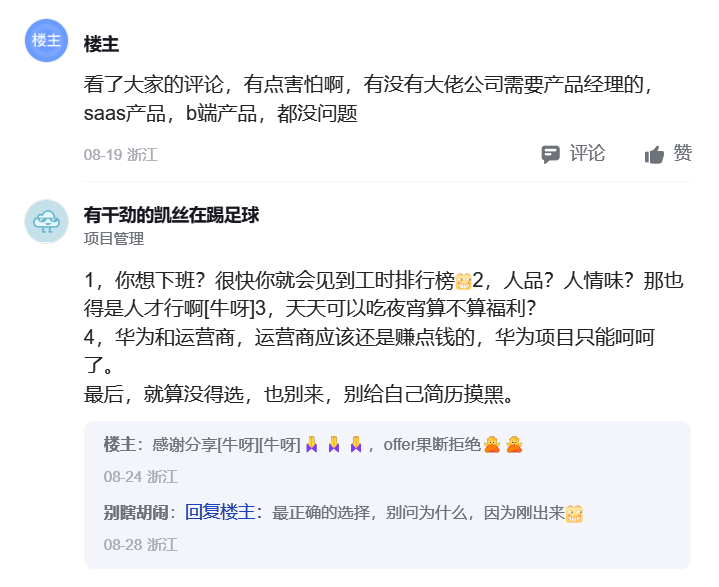 楼主
楼主
看了大家的评论，有点害怕啊，有没有大佬公司需要产品经理的，
saas产品，b端产品，都没问题
08-19 浙江
评论
赞
有干劲的凯丝在踢足球
项目管理
1，你想下班？很快你就会见到工时排行榜2，人品？人情味？那也
得是人才行啊[牛呀]3，天天可以吃夜宵算不算福利？
4，华为和运营商，运营商应该还是赚点钱的，华为项目只能呵呵
了。
最后，就算没得选，也别来，别给自己简历摸黑。
楼主：感谢分享[牛呀][牛呀]，offer果断拒绝🙅🙅
08-24 浙江
别瞎胡闹：回复楼主：最正确的选择，别问为什么，因为刚出来
08-28 浙江